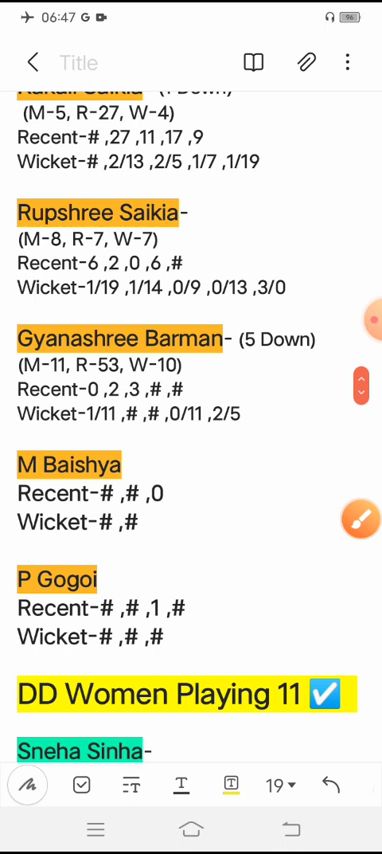 06:47 G
96
Title
(M-5, R-27, W-4)
Recent-# ,27 ,11 ,17 ,9
Wicket-# ,2/13 ,2/5 ,1/7 ,1/19
Rupshree Saikia-
(M-8, R-7, W-7)
Recent-6 ,2 ,0 ,6 ,#
Wicket-1/19 ,1/14 ,0/9 ,0/13 ,3/0
Gyanashree Barman- (5 Down)
(M-11, R-53, W-10)
Recent-0 ,2 ,3 ,# ,#
Wicket-1/11 ,# ,# ,0/11 ,2/5
M Baishya
Recent-# ,# ,0
Wicket-# ,#
P Gogoi
Recent-# ,# ,1 ,#
Wicket-# ,# ,#
DD Women Playing 11 ✅
Sneha Sinha-
T T T 19